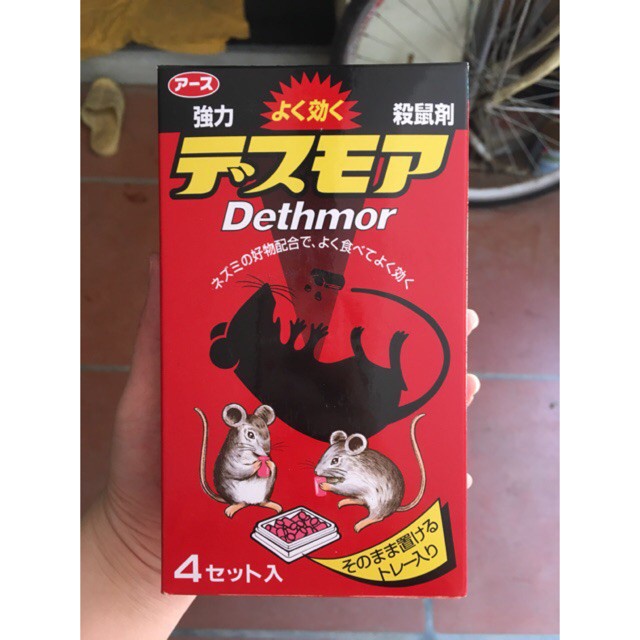 アース
強力
よく効く
殺鼠剤
デスモア
Dethmor
ネズミの好物配合で、よく食べてよく効く
そのまま置ける
トレー入り
4セット入